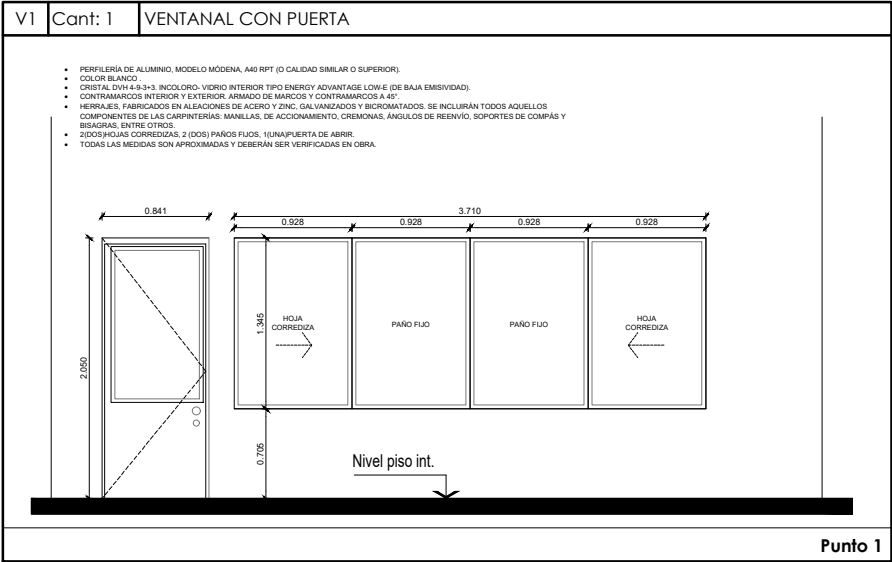 V1 Cant: 1 VENTANAL CON PUERTA
• PERFILERÍA DE ALUMINIO, MODELO MÓDENA, A40 RPT (O CALIDAD SIMILAR O SUPERIOR).
• COLOR BLANCO .
• CRISTAL DVH 4-9-3+3. INCOLORO- VIDRIO INTERIOR TIPO ENERGY ADVANTAGE LOW-E (DE BAJA EMISIVIDAD).
• CONTRAMARCOS INTERIOR Y EXTERIOR. ARMADO DE MARCOS Y CONTRAMARCOS A 45°.
• HERRAJES, FABRICADOS EN ALEACIONES DE ACERO Y ZINC, GALVANIZADOS Y BICROMATADOS. SE INCLUIRÁN TODOS AQUELLOS
COMPONENTES DE LAS CARPINTERÍAS: MANILLAS, DE ACCIONAMIENTO, CREMONAS, ÁNGULOS DE REENVÍO, SOPORTES DE COMPÁS Y
BISAGRAS, ENTRE OTROS.
• 2(DOS)HOJAS CORREDIZAS, 2 (DOS) PAÑOS FIJOS, 1(UNA)PUERTA DE ABRIR.
• TODAS LAS MEDIDAS SON APROXIMADAS Y DEBERÁN SER VERIFICADAS EN OBRA.
0.841
3.710
0.928 0.928 0.928 0.928
2.050
1.345
HOJA
CORREDIZA
PAÑO FIJO
PAÑO FIJO
HOJA
CORREDIZA
0.705
Nivel piso int.
Punto 1